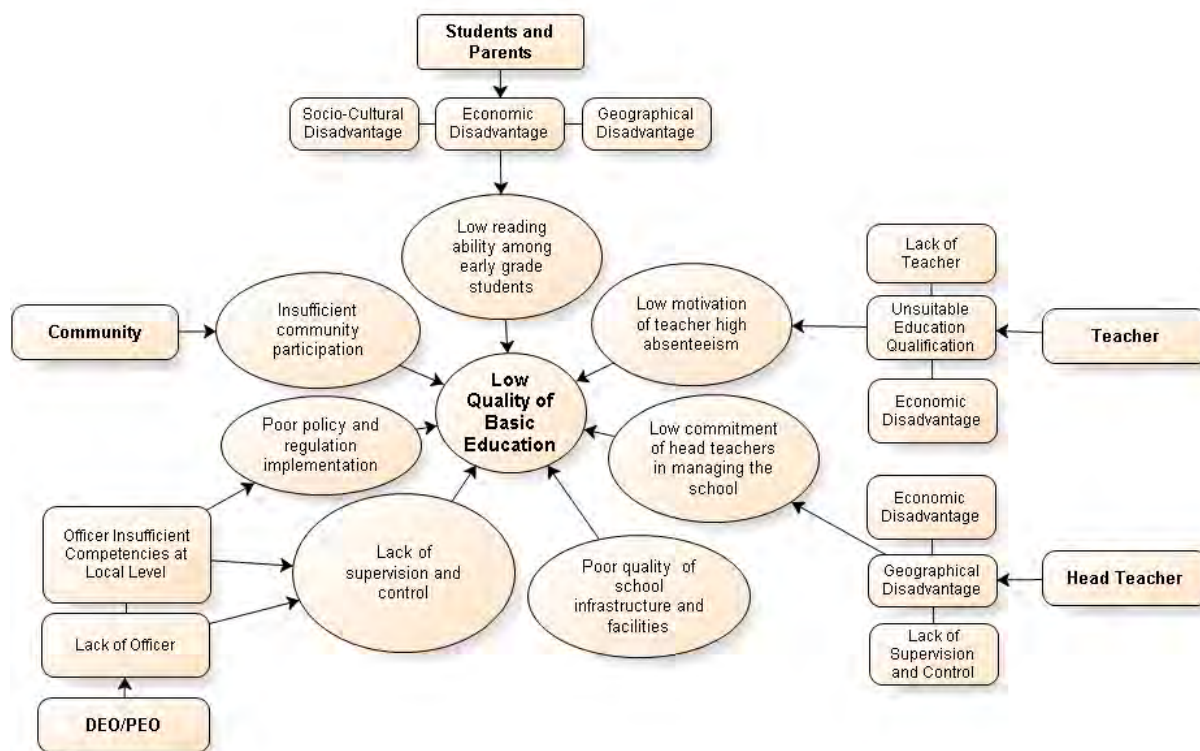 Students and
Parents
Socio-Cultural
Disadvantage
Economic
Disadvantage
Geographical
Disadvantage
Low reading
ability among
early grade
students
Lack of
Teacher
Community
Insufficient
community
participation
Low motivation
of teacher high
absenteeism
Unsuitable
Education
Qualification
Teacher
Low
Quality of
Basic
Education
Economic
Disadvantage
Poor policy and
regulation
implementation
Low commitment
of head teachers
in managing the
school
Economic
Disadvantage
Officer Insufficient
Competencies at
Local Level
Lack of
supervision and
control
Poor quality of
school
infrastructure and
facilities
Geographical
Disadvantage
Head Teacher
Lack of Officer
Lack of
Supervision
and Control
DEO/PEO